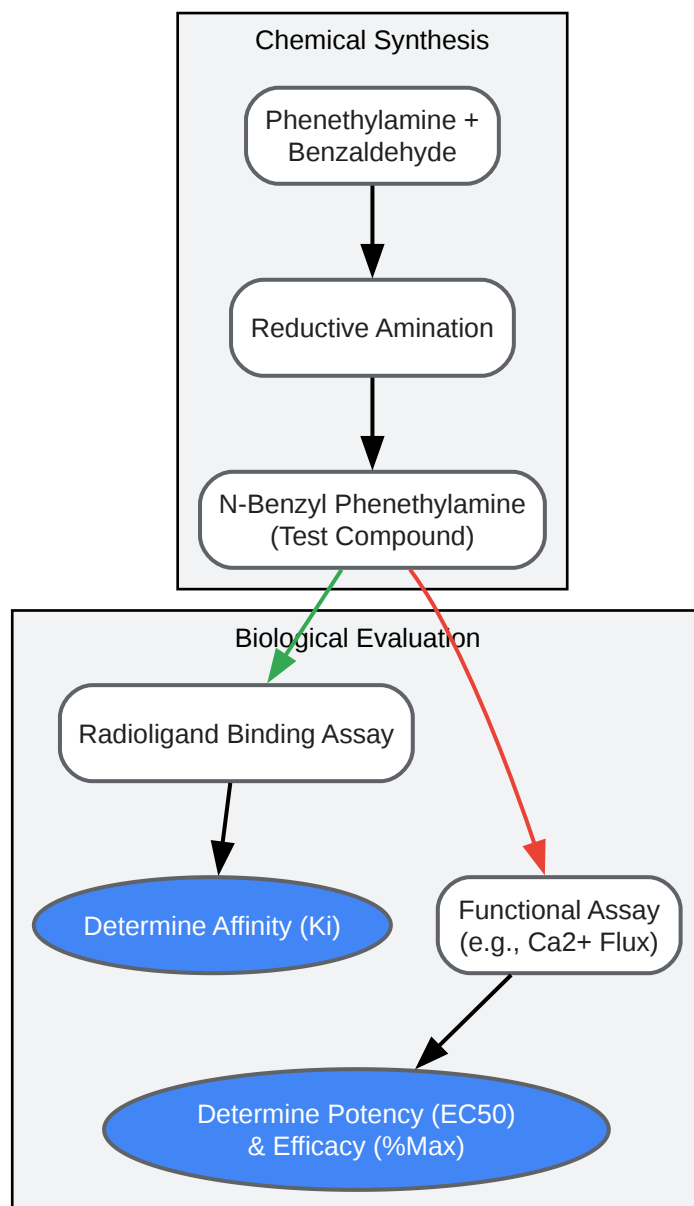 Chemical Synthesis
Phenethylamine +
Benzaldehyde
Reductive Amination
N-Benzyl Phenethylamine
(Test Compound)
Biological Evaluation
Radioligand Binding Assay
Determine Affinity (Ki)
Functional Assay
(e.g., Ca2+ Flux)
Determine Potency (EC50)
& Efficacy (%Max)